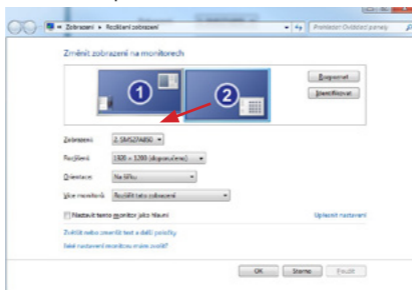 Zobrazení ▸ Rozlišení zobrazení
Prohledat Ovládací panely
Změnit zobrazení na monitorech
1
2
Rozpoznat
Identifikovat
Zobrazení: 2. SMS27A850
Rozlišení: 1920 × 1200 (doporučeno)
Orientace: Na šířku
Více monitorů: Rozšířit tato zobrazení
Nastavit tento monitor jako hlavní
Upřesnit nastavení
Zvětšit nebo zmenšit text a další položky
Jaké nastavení monitoru mám zvolit?
OK Storno Použít